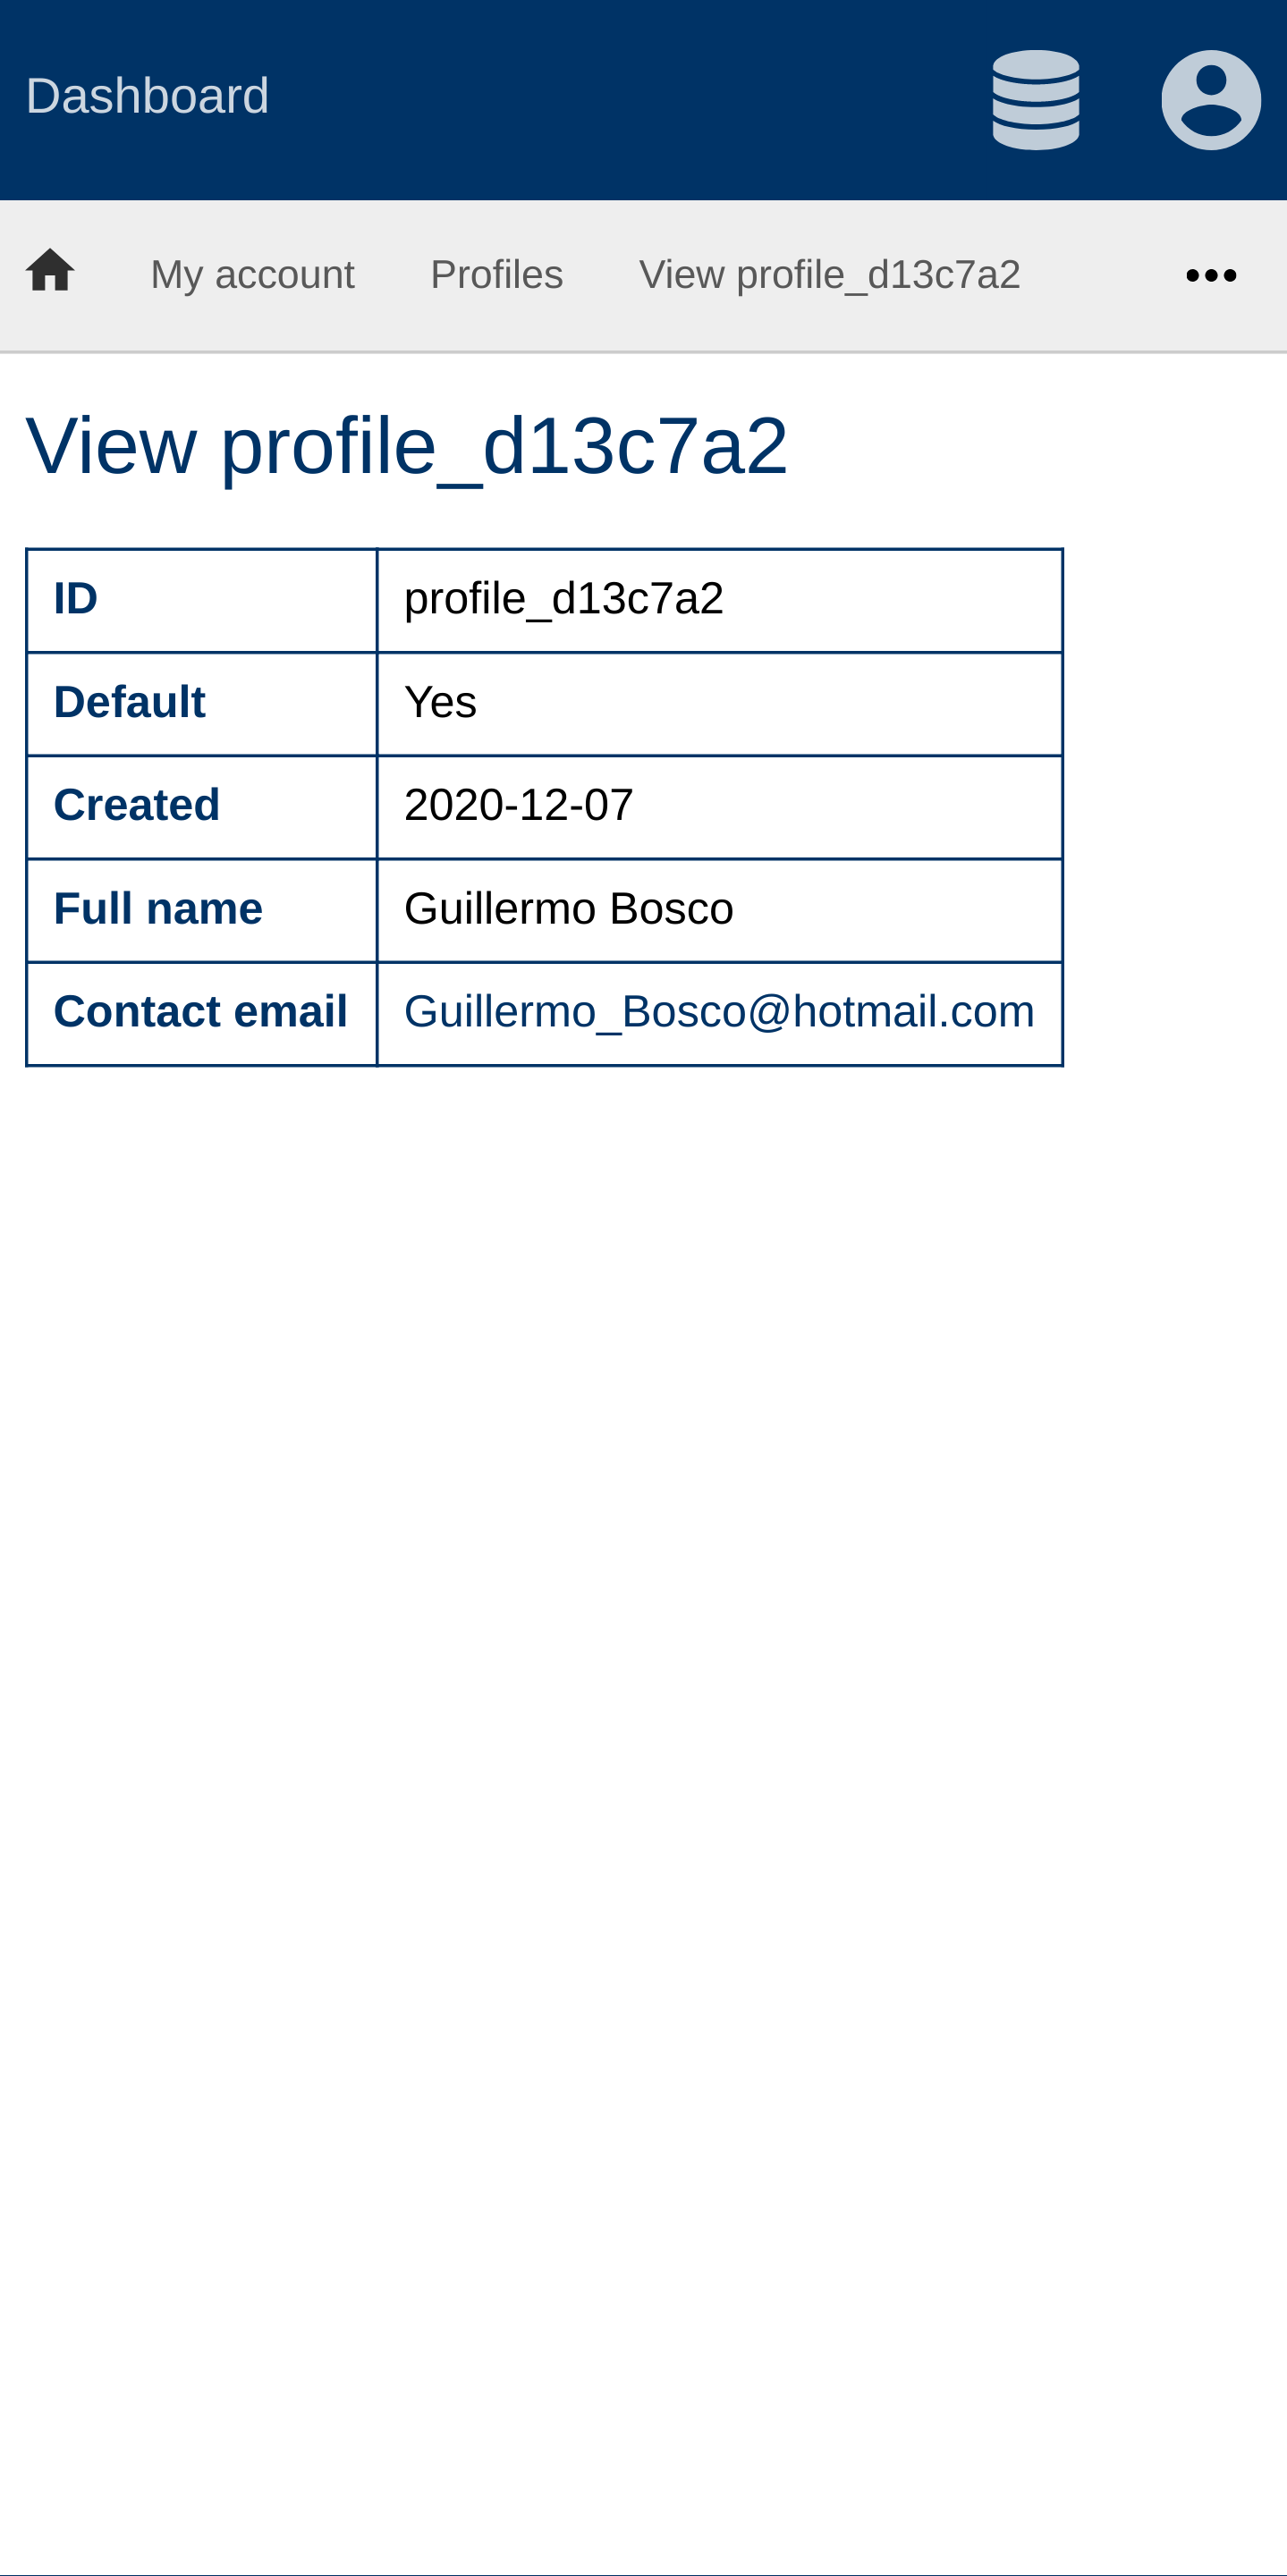 Dashboard
My account Profiles View profile_d13c7a2
View profile_d13c7a2
ID profile_d13c7a2
Default Yes
Created 2020-12-07
Full name Guillermo Bosco
Contact email Guillermo_Bosco@hotmail.com